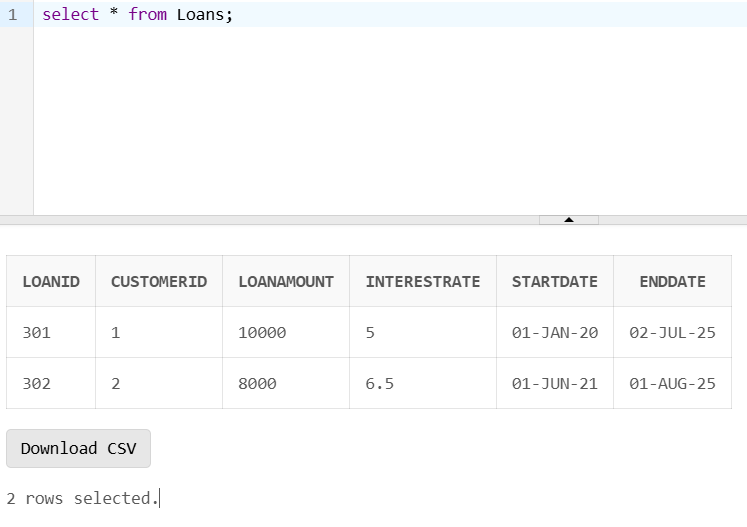 1 select * from Loans;
LOANID CUSTOMERID LOANAMOUNT INTERESTRATE STARTDATE ENDDATE
301 1 10000 5 01-JAN-20 02-JUL-25
302 2 8000 6.5 01-JUN-21 01-AUG-25
Download CSV
2 rows selected.